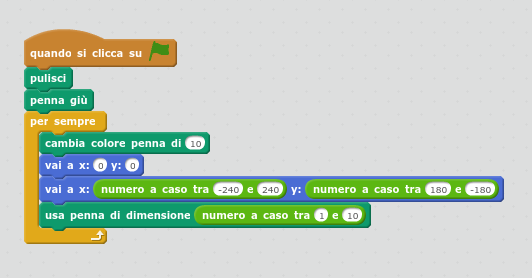 quando si clicca su
pulisci
penna giù
per sempre
cambia colore penna di 10
vai a x: 0 y: 0
vai a x: numero a caso tra -240 e 240 y: numero a caso tra 180 e -180
usa penna di dimensione numero a caso tra 1 e 10